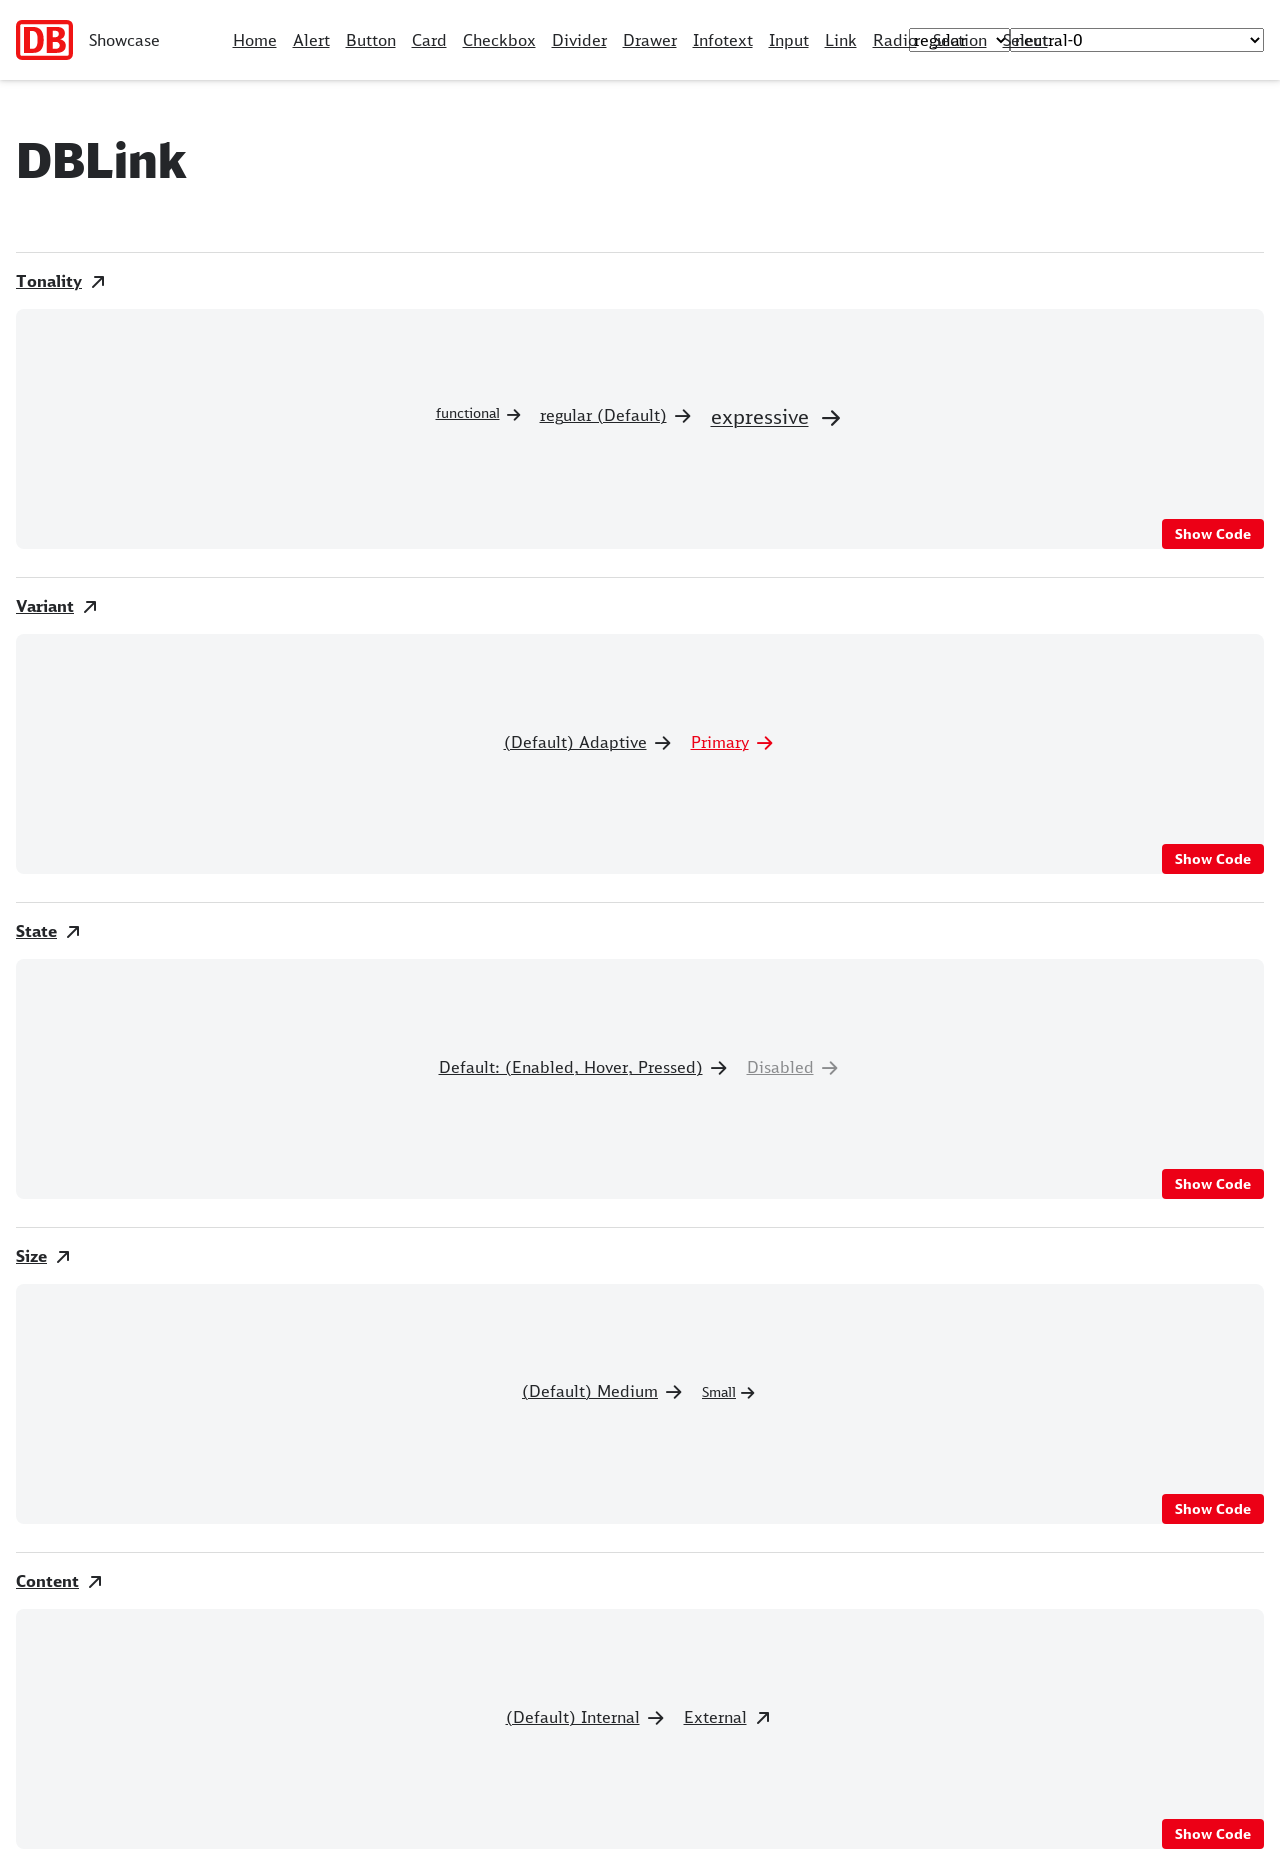 DB Showcase Home Alert Button Card Checkbox Divider Drawer Infotext Input Link Radio Section Select regular neutral-0
DBLink
Tonality
functional regular (Default) expressive
Show Code
Variant
(Default) Adaptive Primary
Show Code
State
Default: (Enabled, Hover, Pressed) Disabled
Show Code
Size
(Default) Medium Small
Show Code
Content
(Default) Internal External
Show Code